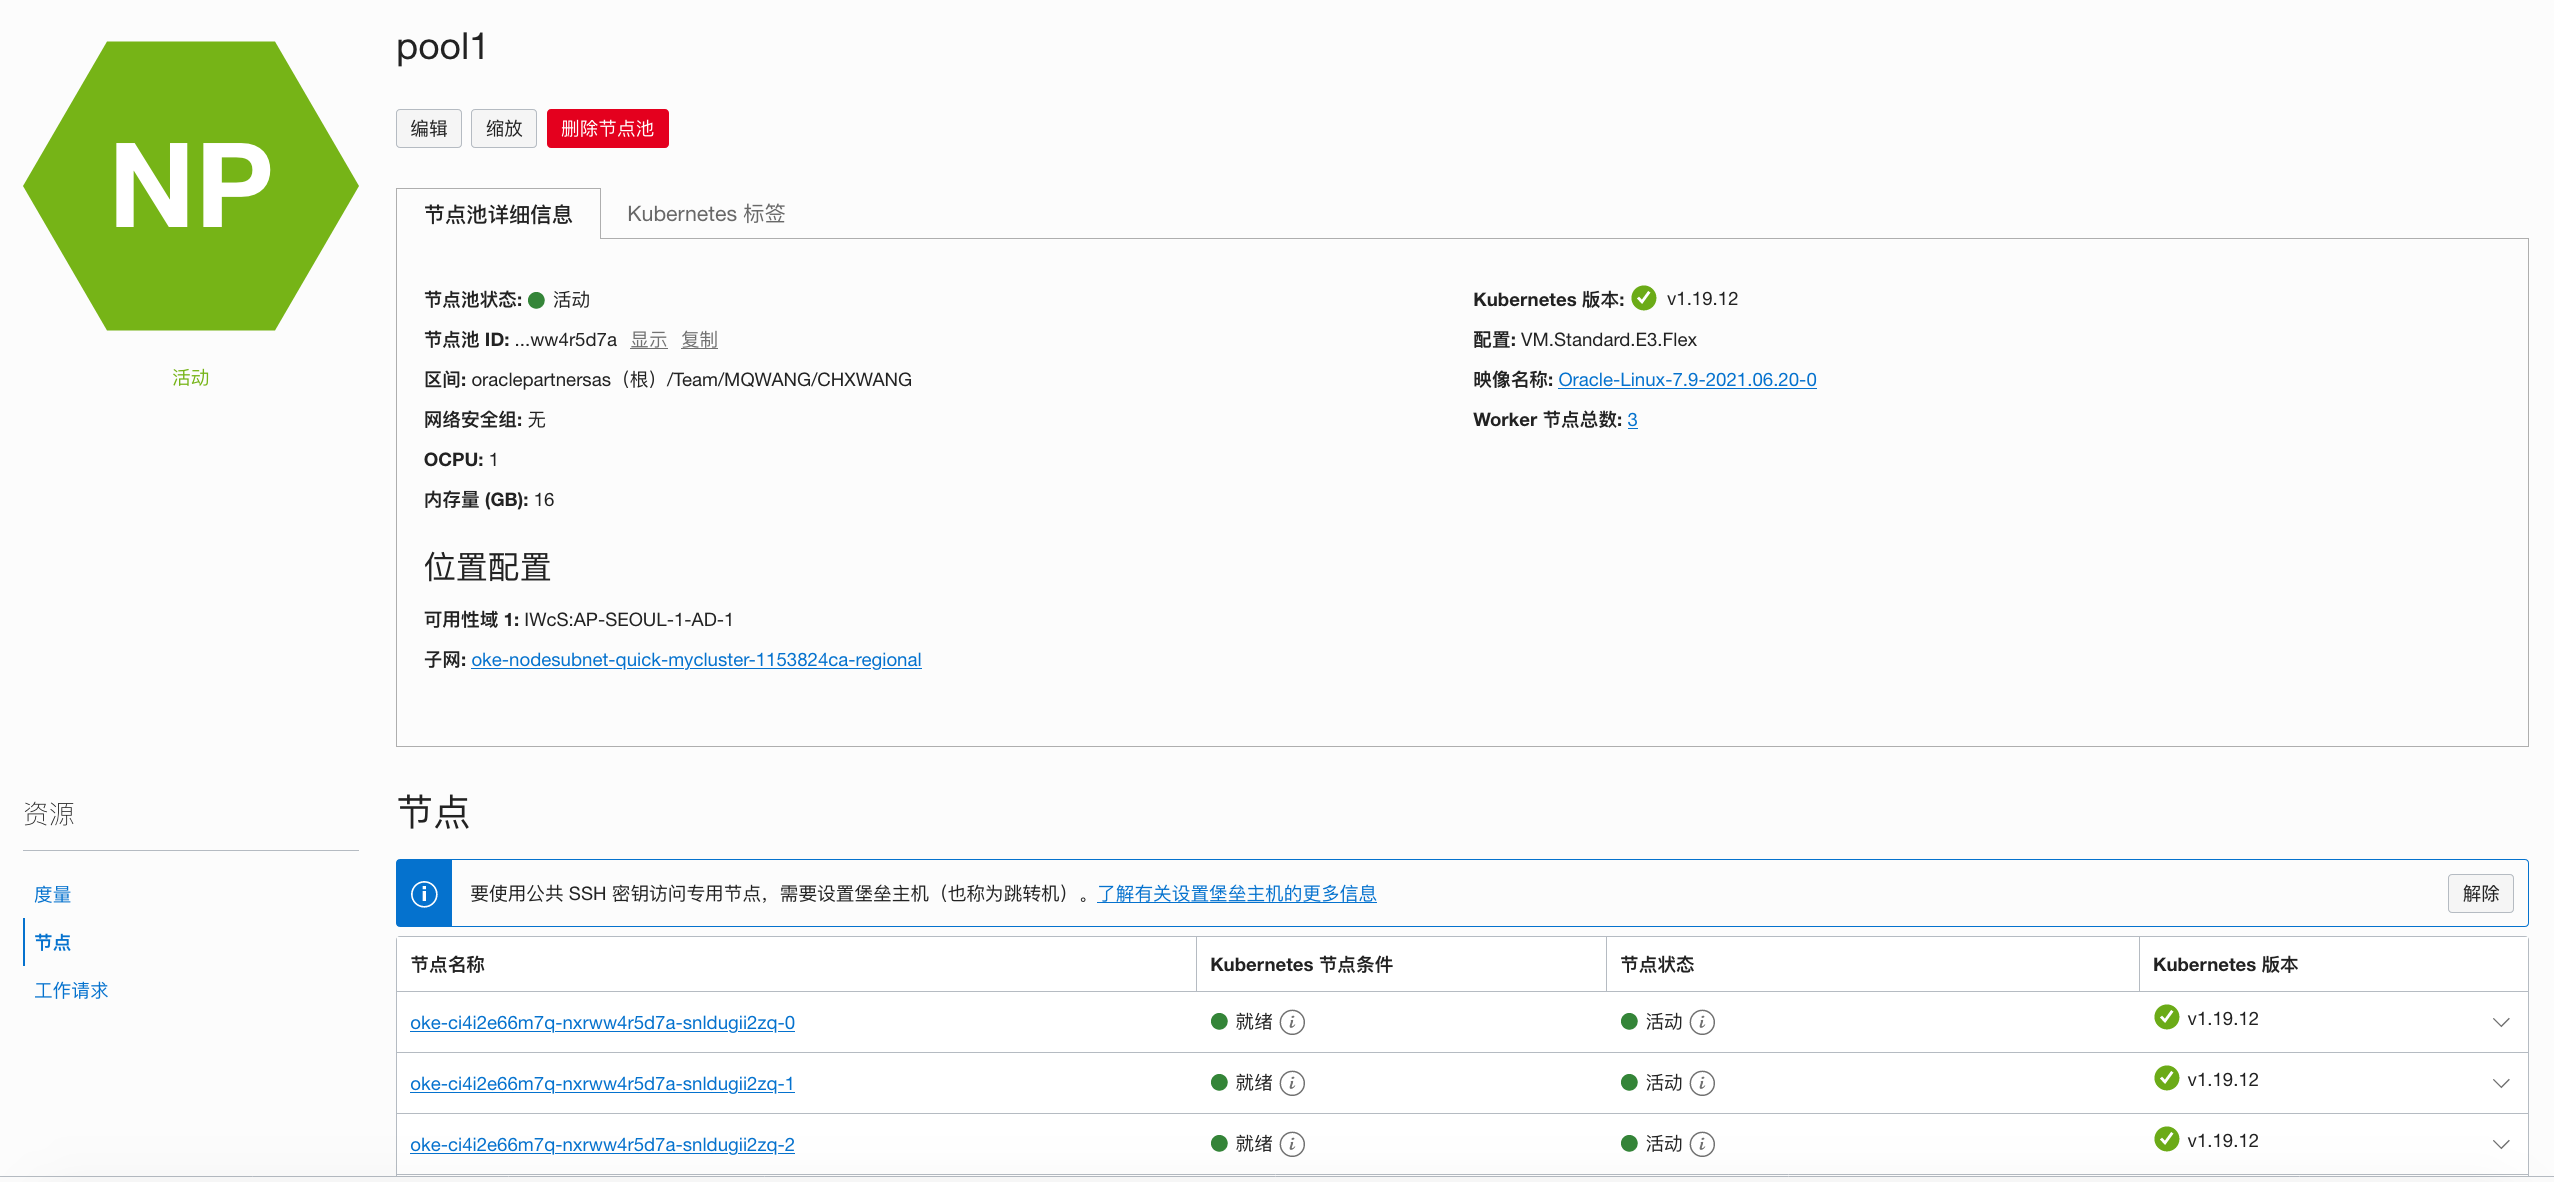 NP
活动
pool1
编辑 缩放 删除节点池
节点池详细信息 Kubernetes 标签
节点池状态: 活动
节点池 ID: ...ww4r5d7a 显示 复制
区间: oraclepartnersas（根）/Team/MQWANG/CHXWANG
网络安全组: 无
OCPU: 1
内存量 (GB): 16
Kubernetes 版本: v1.19.12
配置: VM.Standard.E3.Flex
映像名称: Oracle-Linux-7.9-2021.06.20-0
Worker 节点总数: 3
位置配置
可用性域 1: IWcS:AP-SEOUL-1-AD-1
子网: oke-nodesubnet-quick-mycluster-1153824ca-regional
资源
度量
节点
工作请求
节点
要使用公共 SSH 密钥访问专用节点，需要设置堡垒主机（也称为跳转机）。了解有关设置堡垒主机的更多信息 解除
节点名称 Kubernetes 节点条件 节点状态 Kubernetes 版本
oke-ci4i2e66m7q-nxrww4r5d7a-snldugii2zq-0 就绪 活动 v1.19.12
oke-ci4i2e66m7q-nxrww4r5d7a-snldugii2zq-1 就绪 活动 v1.19.12
oke-ci4i2e66m7q-nxrww4r5d7a-snldugii2zq-2 就绪 活动 v1.19.12